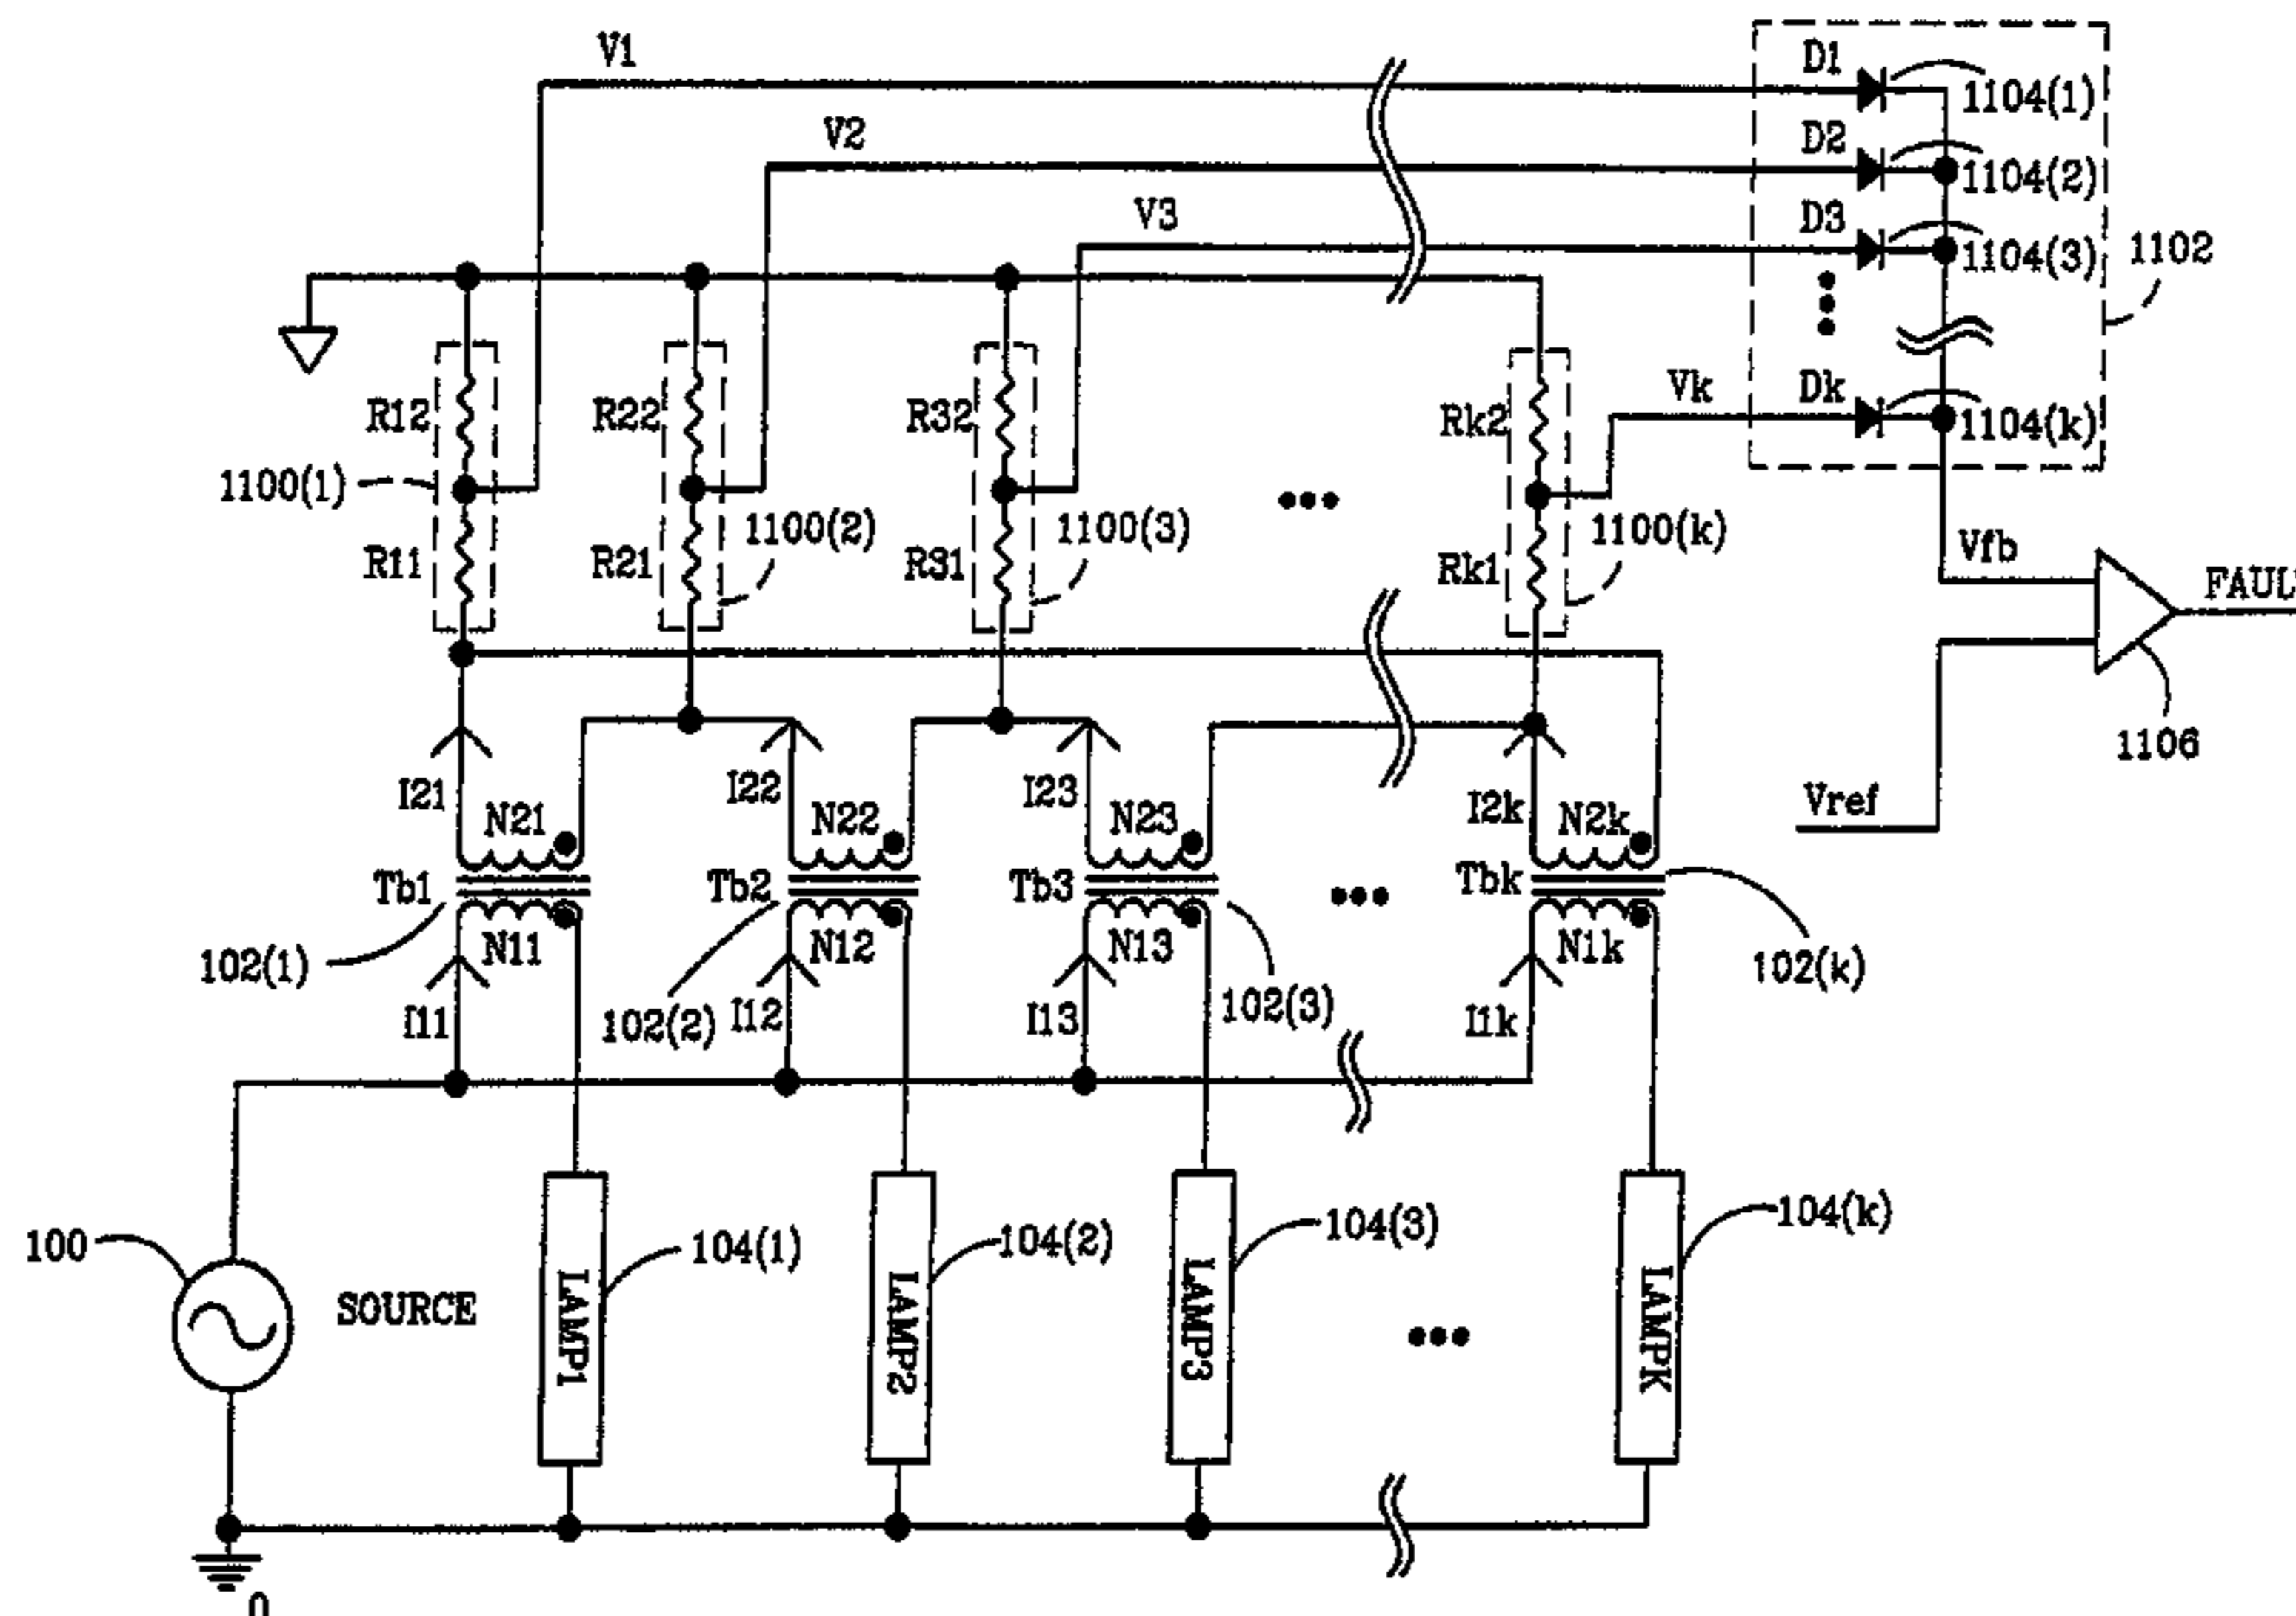 V1
D1
1104(1)
V2
D2
1104(2)
V3
D3
1104(3)
1102
Vk
Dk
1104(k)
R12
R22
R32
Rk2
1100(1)
1100(2)
1100(3)
1100(k)
R11
R21
R31
Rk1
Vfb
FAUL
1106
Vref
I21
N21
I22
N22
I23
N23
I2k
N2k
Tb1
Tb2
Tb3
Tbk
N11
N12
N13
N1k
102(1)
102(2)
102(3)
102(k)
I11
I12
I13
I1k
100
SOURCE
LAMP1
104(1)
LAMP2
104(2)
LAMP3
104(3)
LAMPK
104(k)
0